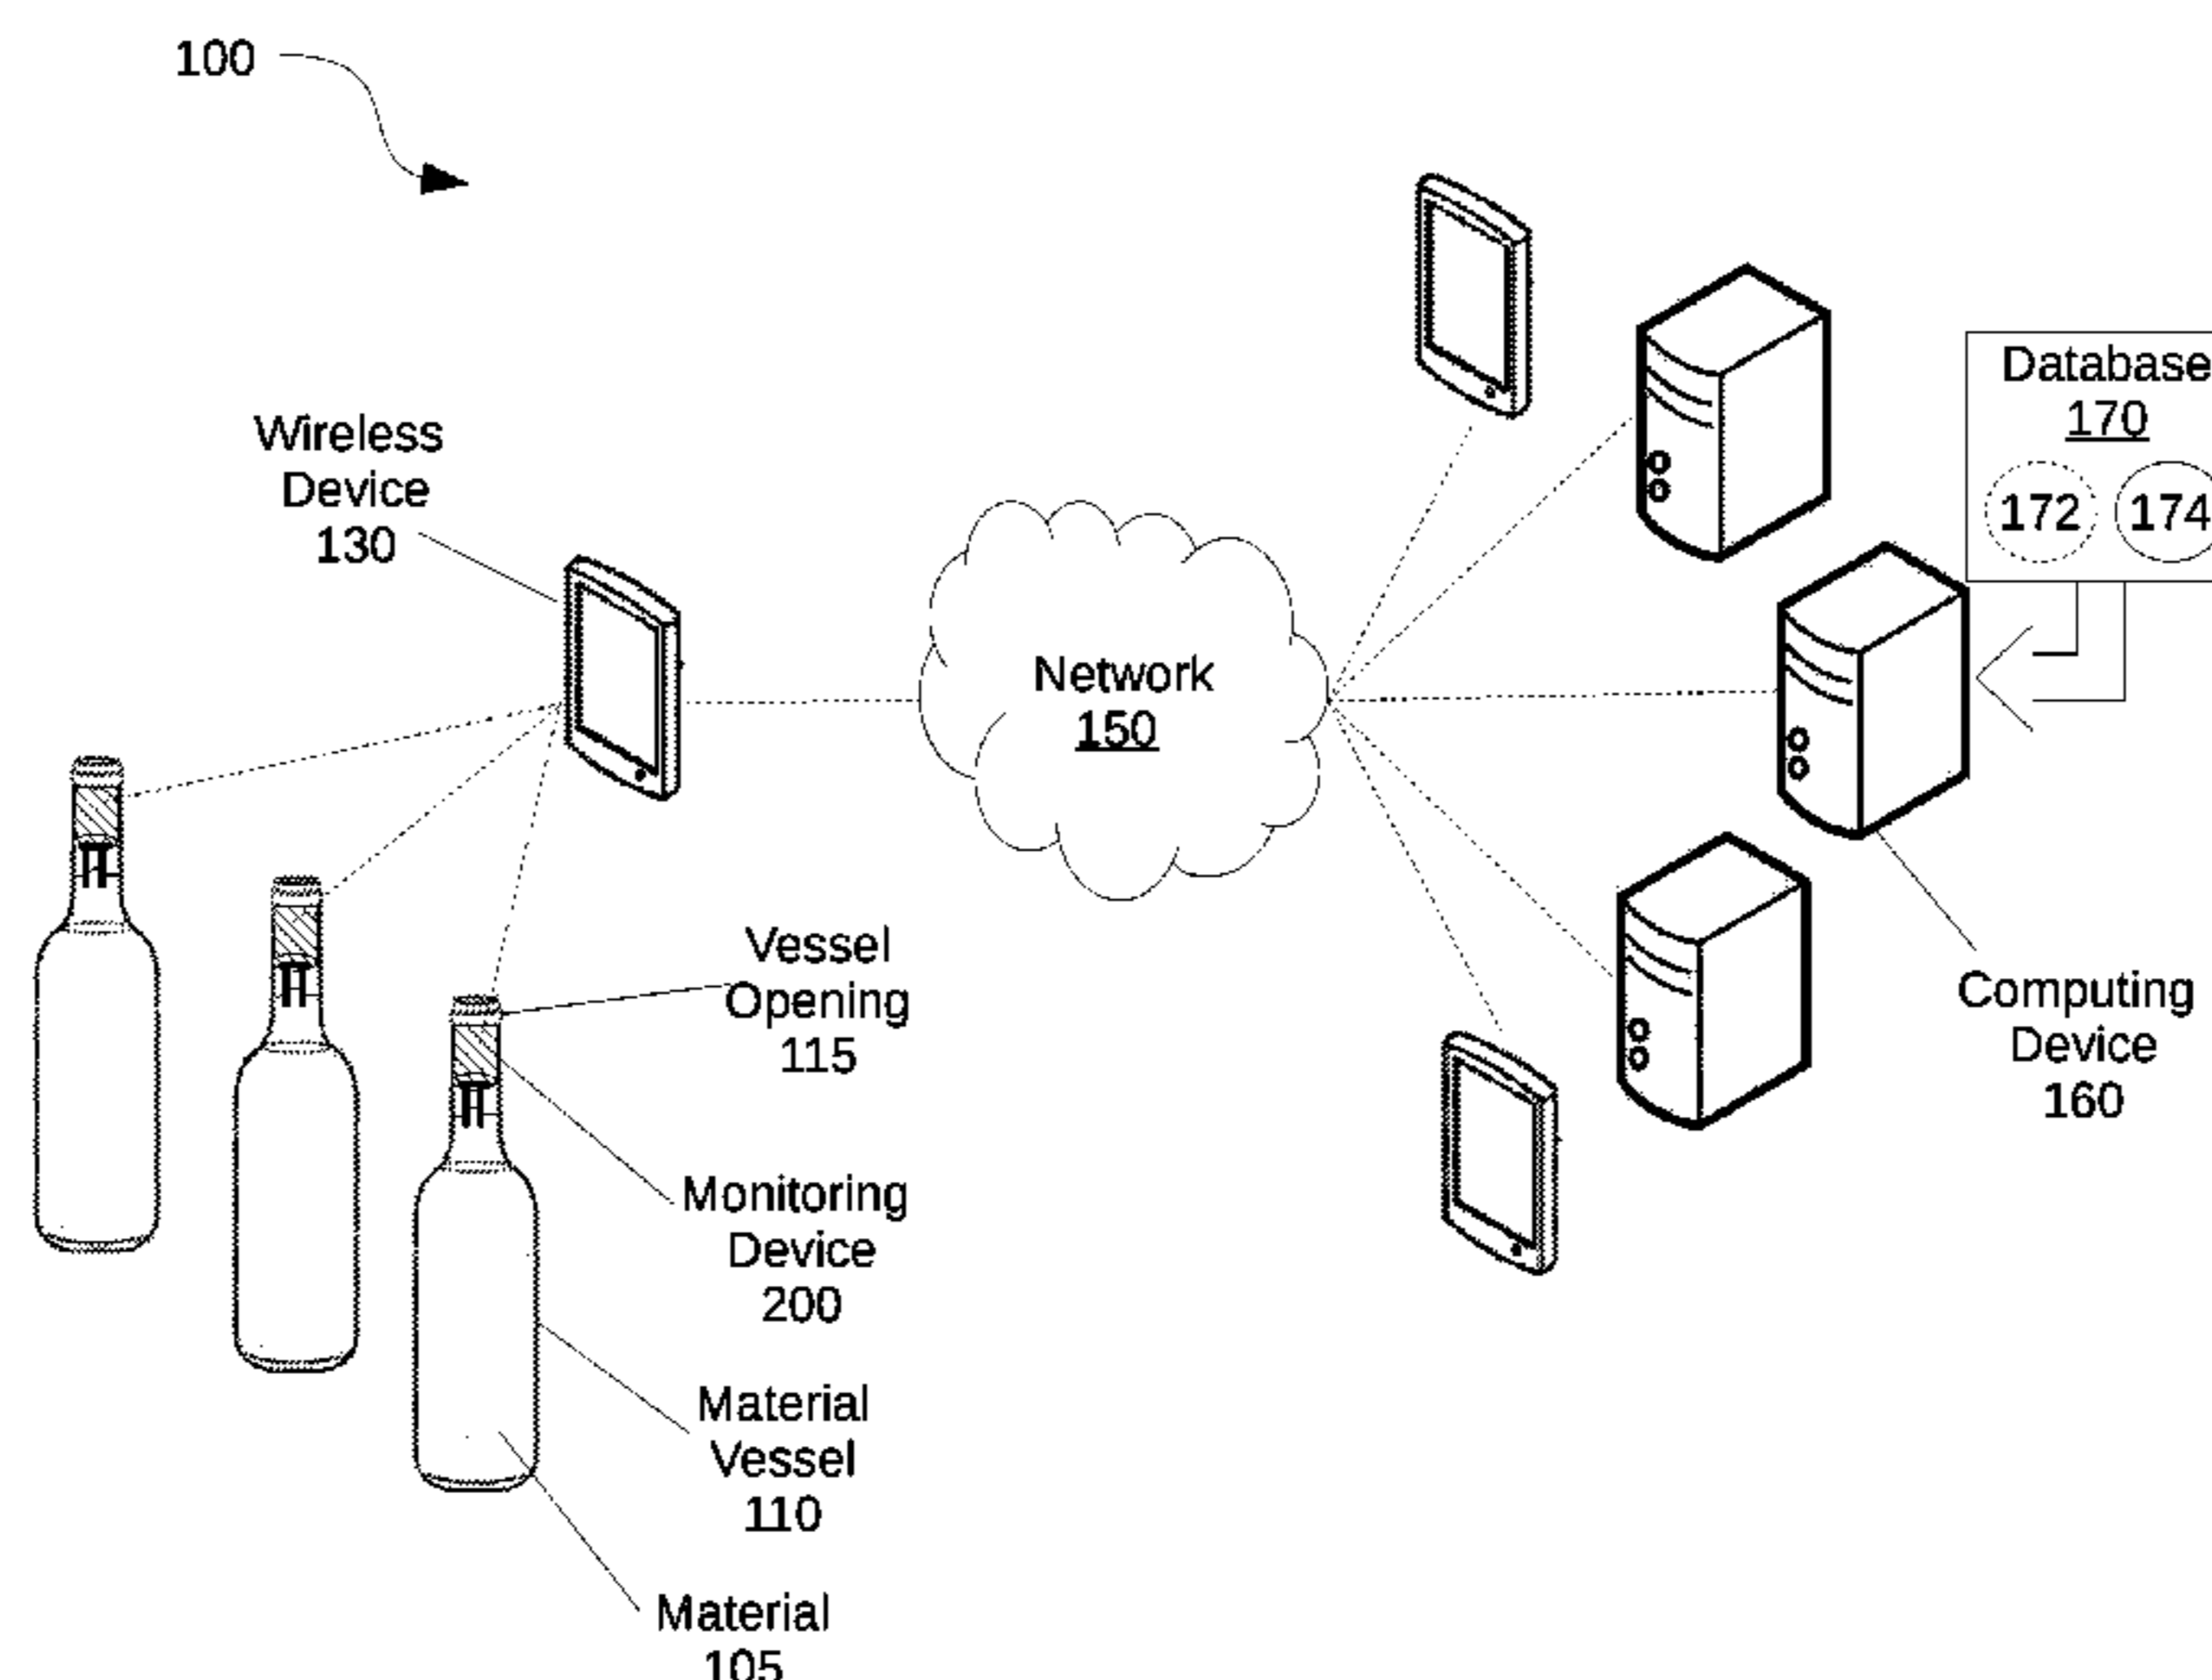 100
Wireless
Device
130
Network
150
Database
170
172 174
Vessel
Opening
115
Monitoring
Device
200
Material
Vessel
110
Material
105
Computing
Device
160